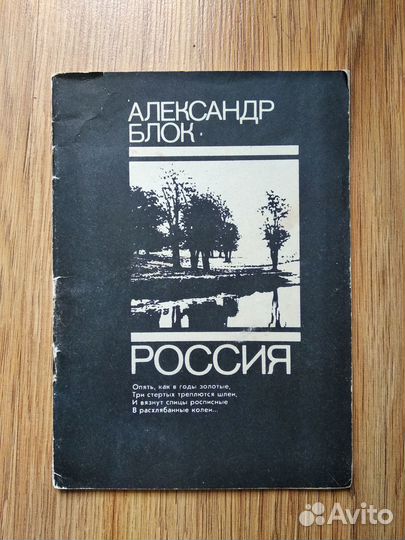 АЛЕКСАНДР
БЛОК
РОССИЯ
Опять, как в годы золотые,
Три стертых треплются шлеи,
И вязнут спицы росписные
В расхлябанные колеи...
Avito